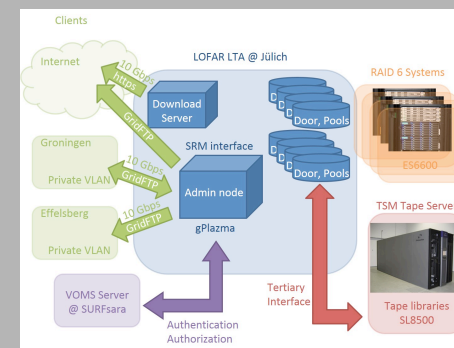 Clients
Internet
10 Gbps
https
GridFTP
Groningen
Private VLAN
10 Gbps
GridFTP
Effelsberg
Private VLAN
10 Gbps
GridFTP
LOFAR LTA @ Jülich
Download
Server
SRM interface
Admin node
gPlazma
D
D
D
Door, Pools
D
D
D
Door, Pools
RAID 6 Systems
ES6600
TSM Tape Serve
Tape libraries
SL8500
Tertiary
Interface
VOMS Server
@ SURFsara
Authentication
Authorization